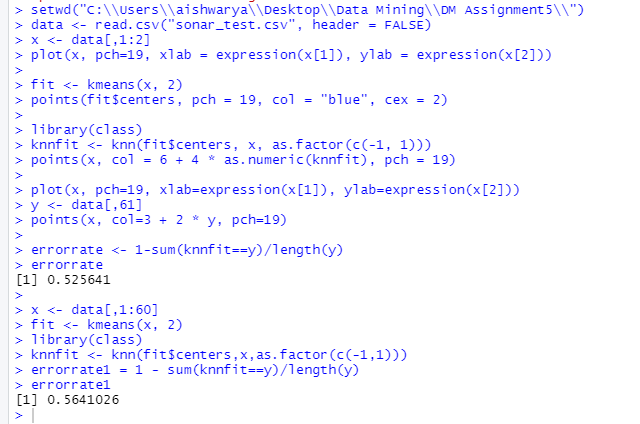 > setwd("C:\\Users\\aishwarya\\Desktop\\Data Mining\\DM Assignment5\\")
> data <- read.csv("sonar_test.csv", header = FALSE)
> x <- data[,1:2]
> plot(x, pch=19, xlab = expression(x[1]), ylab = expression(x[2]))
>
> fit <- kmeans(x, 2)
> points(fit$centers, pch = 19, col = "blue", cex = 2)
>
> library(class)
> knnfit <- knn(fit$centers, x, as.factor(c(-1, 1)))
> points(x, col = 6 + 4 * as.numeric(knnfit), pch = 19)
>
> plot(x, pch=19, xlab=expression(x[1]), ylab=expression(x[2]))
> y <- data[,61]
> points(x, col=3 + 2 * y, pch=19)
>
> errorrate <- 1-sum(knnfit==y)/length(y)
> errorrate
[1] 0.525641
>
> x <- data[,1:60]
> fit <- kmeans(x, 2)
> library(class)
> knnfit <- knn(fit$centers,x,as.factor(c(-1,1)))
> errorrate1 = 1 - sum(knnfit==y)/length(y)
> errorrate1
[1] 0.5641026
>